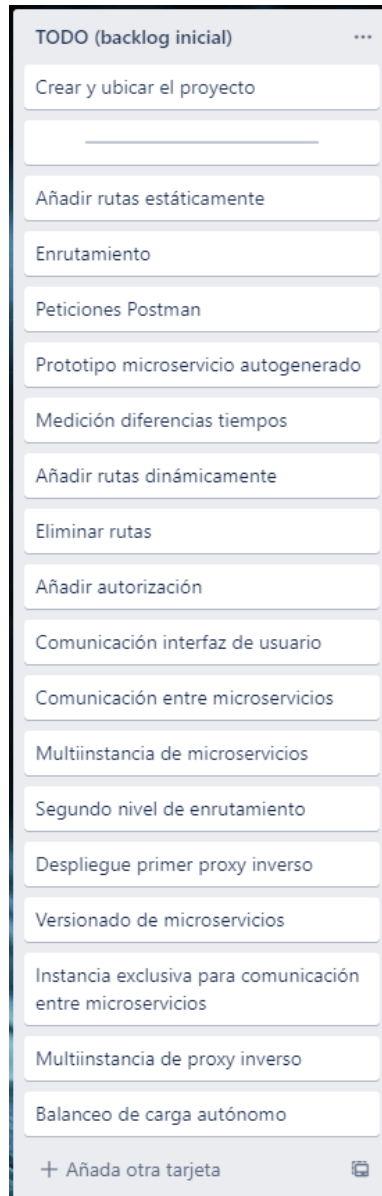 TODO (backlog inicial)
Crear y ubicar el proyecto
Añadir rutas estáticamente
Enrutamiento
Peticiones Postman
Prototipo microservicio autogenerado
Medición diferencias tiempos
Añadir rutas dinámicamente
Eliminar rutas
Añadir autorización
Comunicación interfaz de usuario
Comunicación entre microservicios
Multiinstancia de microservicios
Segundo nivel de enrutamiento
Despliegue primer proxy inverso
Versionado de microservicios
Instancia exclusiva para comunicación
entre microservicios
Multiinstancia de proxy inverso
Balanceo de carga autónomo
+ Añada otra tarjeta